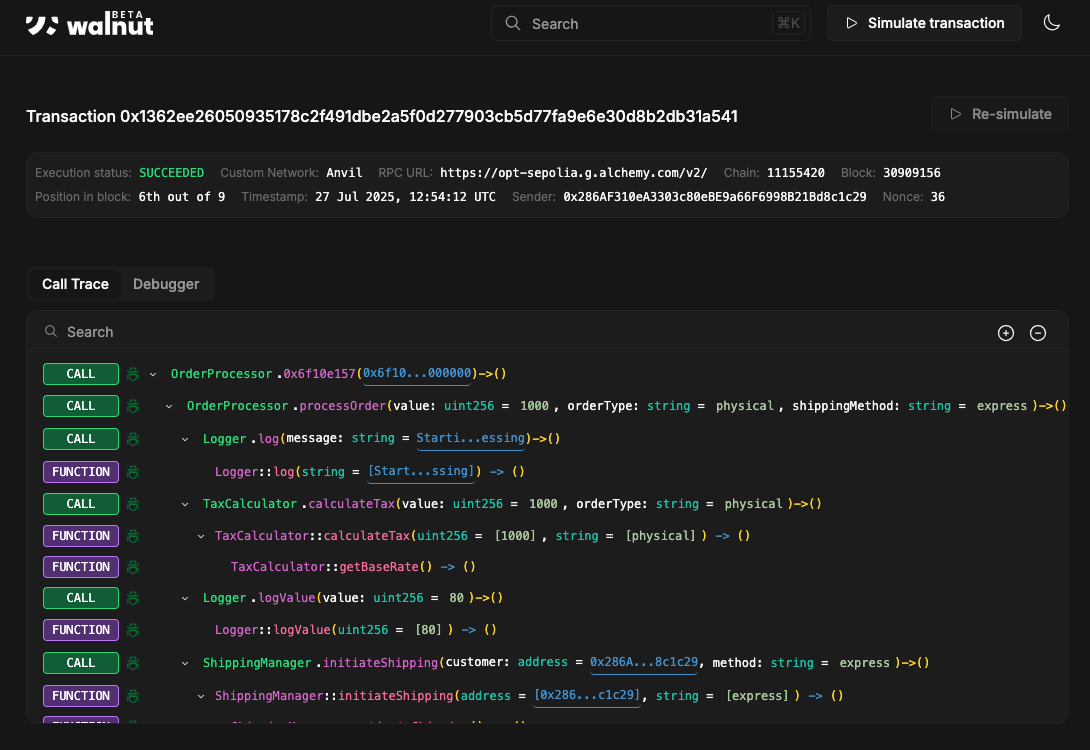 walnut BETA
Search ⌘K
Simulate transaction
Transaction 0x1362ee26050935178c2f491dbe2a5f0d277903cb5d77fa9e6e30d8b2db31a541
Re-simulate
Execution status: SUCCEEDED Custom Network: Anvil RPC URL: https://opt-sepolia.g.alchemy.com/v2/ Chain: 11155420 Block: 30909156
Position in block: 6th out of 9 Timestamp: 27 Jul 2025, 12:54:12 UTC Sender: 0x286AF310eA3303c80eBE9a66F6998B21Bd8c1c29 Nonce: 36
Call Trace Debugger
Search
CALL OrderProcessor.0x6f10e157(0x6f10...000000)->()
CALL OrderProcessor.processOrder(value: uint256 = 1000, orderType: string = physical, shippingMethod: string = express)->()
CALL Logger.log(message: string = Starti...essing)->()
FUNCTION Logger::log(string = [Start...ssing]) -> ()
CALL TaxCalculator.calculateTax(value: uint256 = 1000, orderType: string = physical)->()
FUNCTION TaxCalculator::calculateTax(uint256 = [1000], string = [physical]) -> ()
FUNCTION TaxCalculator::getBaseRate() -> ()
CALL Logger.logValue(value: uint256 = 80)->()
FUNCTION Logger::logValue(uint256 = [80]) -> ()
CALL ShippingManager.initiateShipping(customer: address = 0x286A...8c1c29, method: string = express)->()
FUNCTION ShippingManager::initiateShipping(address = [0x286...c1c29], string = [express]) -> ()